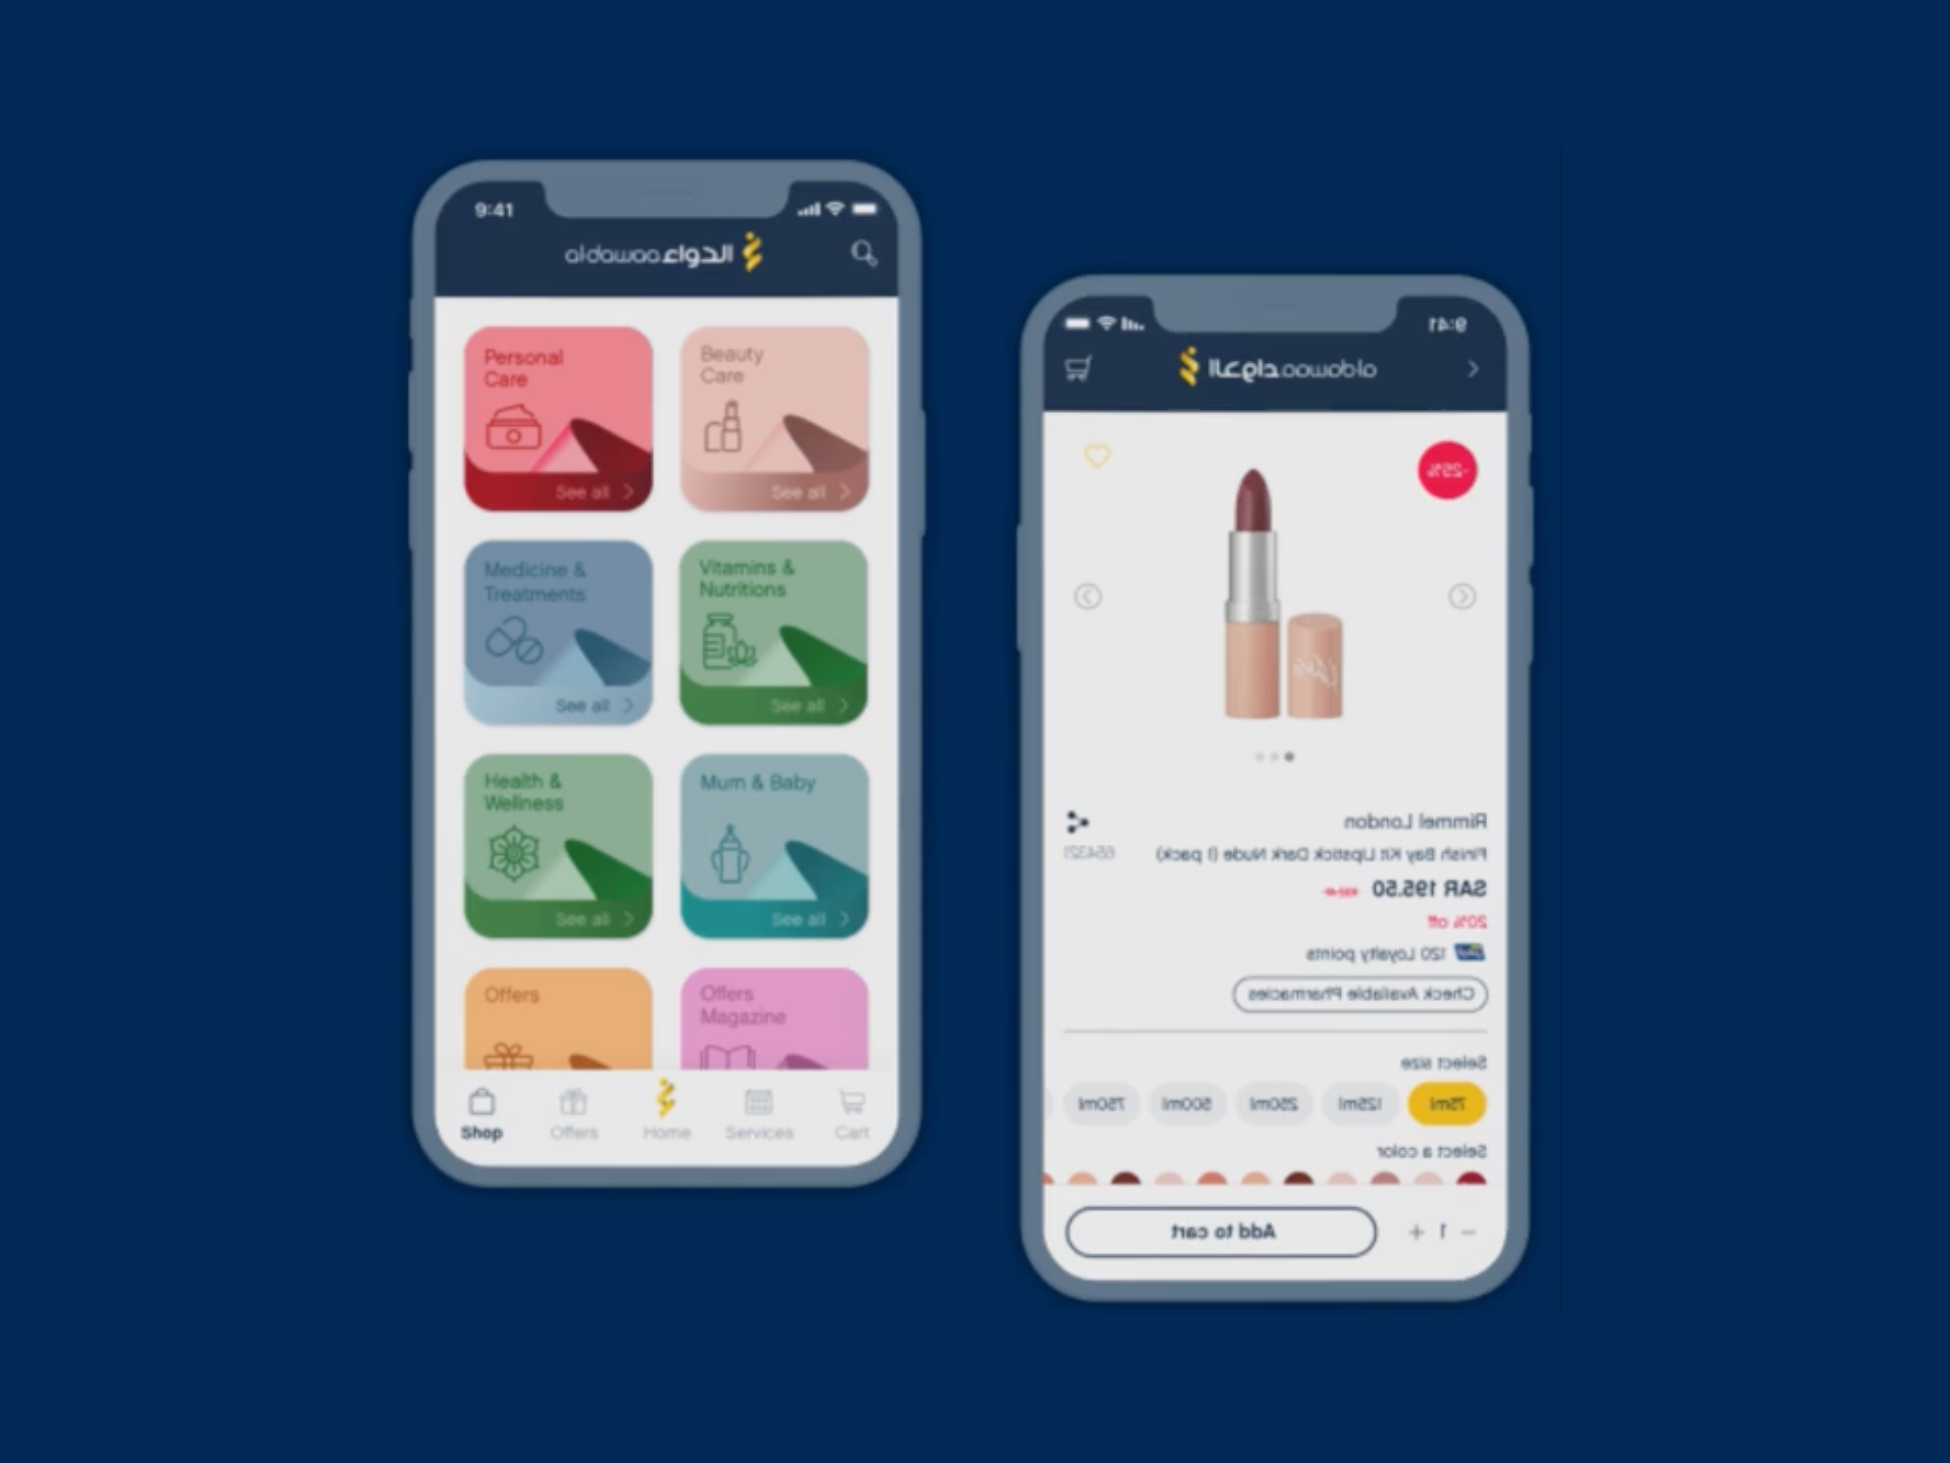 9:41
aldawaa الدواء
Personal
Care
See all
Beauty
Care
See all
Medicine &
Treatments
See all
Vitamins &
Nutritions
See all
Health &
Wellness
See all
Mum & Baby
See all
Offers
Offers
Magazine
Shop
Offers
Home
Services
Cart
9:41
aldawaa الدواء
-25%
Rimmel London
Finish Bay Kit Lipstick Dark Nude (1 pack)
654321
SAR 195.50
20% off
120 Loyalty points
Check Available Pharmacies
Select size
75ml
125ml
250ml
500ml
750ml
Select a color
1
Add to cart